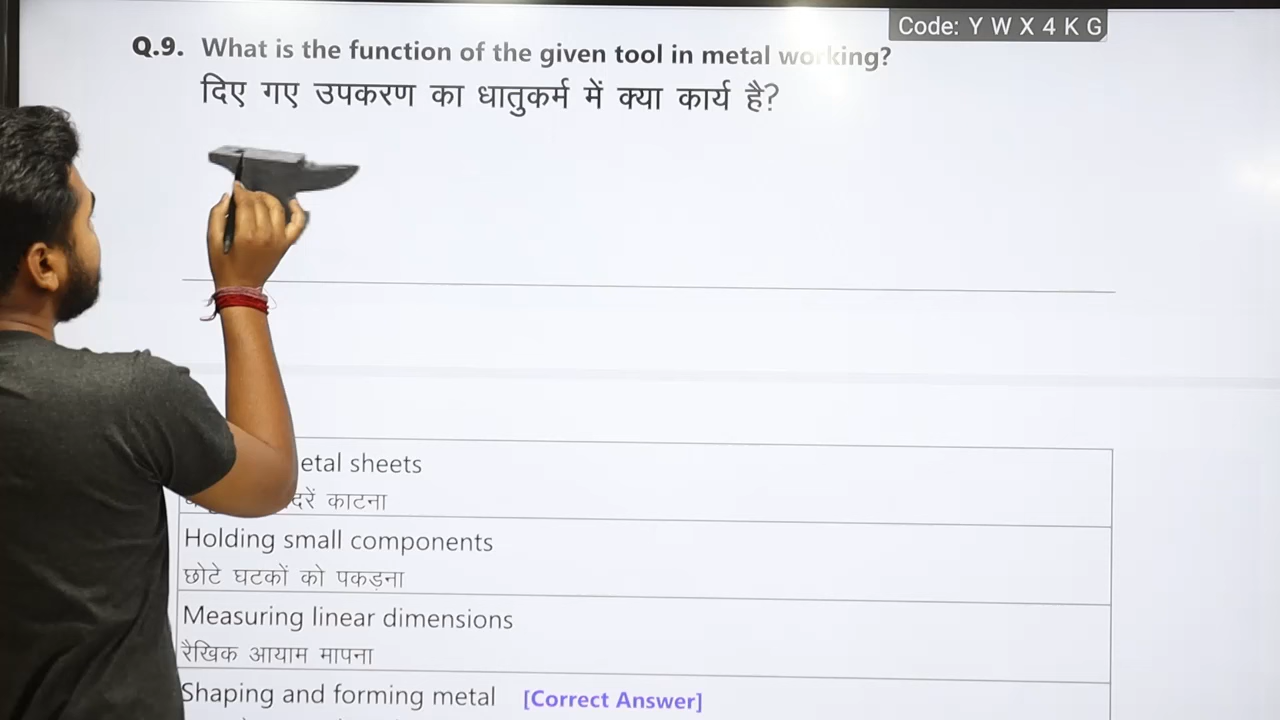 Code: Y W X 4 K G
Q.9. What is the function of the given tool in metal working?
दिए गए उपकरण का धातुकर्म में क्या कार्य है?
etal sheets
काटना
Holding small components
छोटे घटकों को पकड़ना
Measuring linear dimensions
रैखिक आयाम मापना
Shaping and forming metal [Correct Answer]